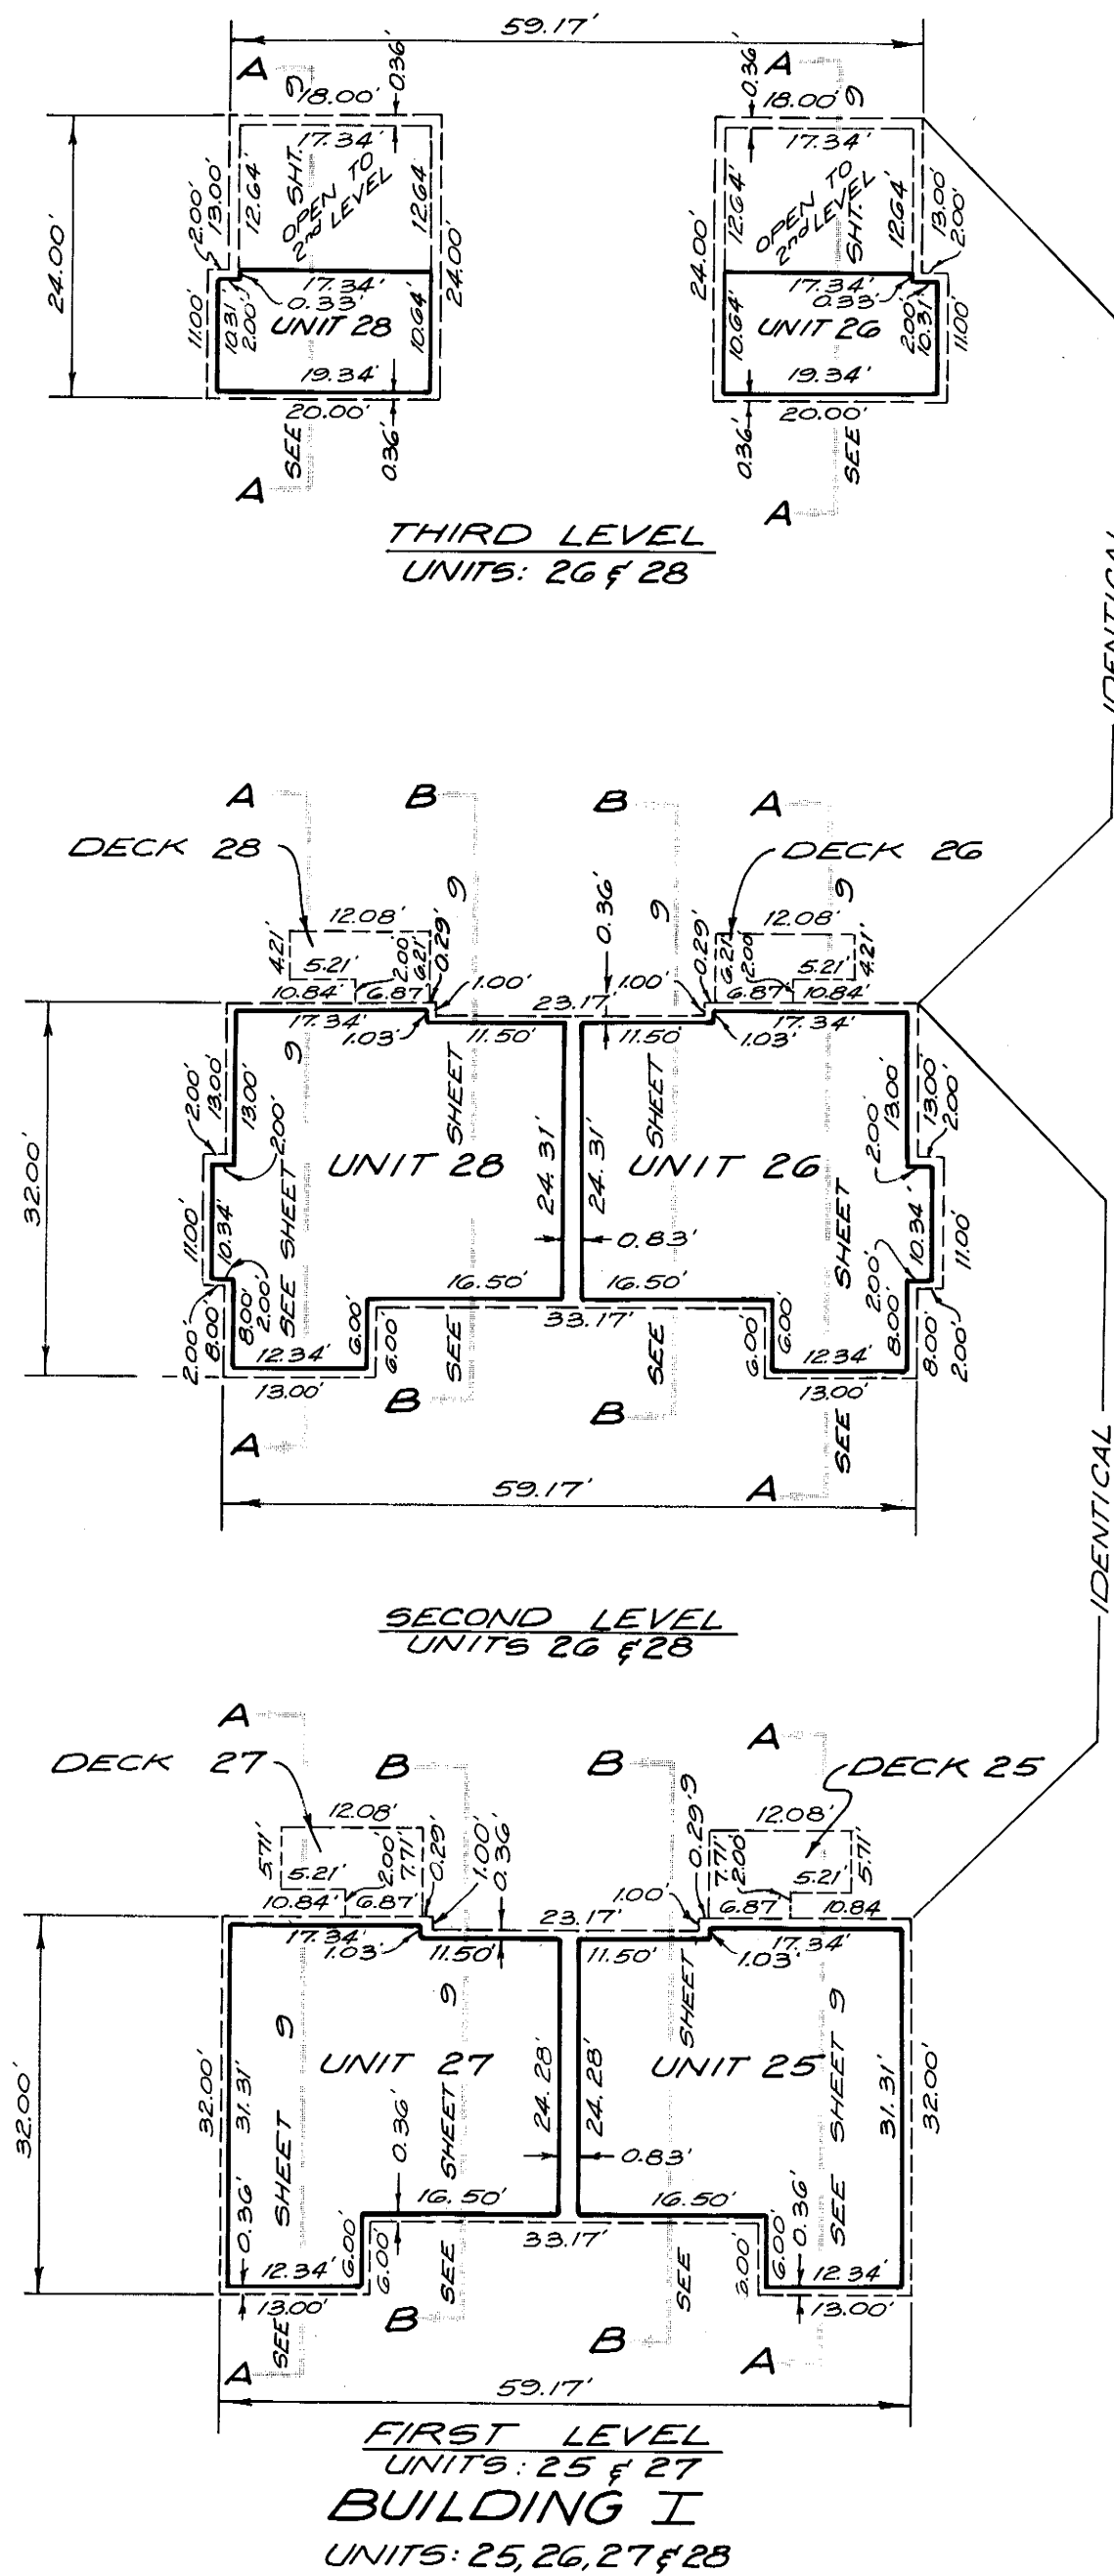 59.17'
A A
0.36' 0.36'
9 9
18.00' 18.00'
17.34' 17.34'
24.00' 2.00' 13.00' 12.64' SHT. OPEN TO 2nd LEVEL 12.64' 24.00'
24.00' 12.64' OPEN TO 2nd LEVEL SHT. 12.64' 13.00' 2.00'
17.34' 17.34'
0.33' 0.33'
11.00' 10.31' 2.00' UNIT 28 10.64'
10.64' UNIT 26 2.00' 10.31' 11.00'
19.34' 19.34'
20.00' 20.00'
SEE 0.36' 0.36' SEE
A A
THIRD LEVEL
UNITS: 26 & 28
IDENTICAL
A B B A
DECK 28 DECK 26
9 0.36' 9 9
12.08' 12.08'
4.21' 2.00' 6.21' 0.29' 0.29' 6.21' 2.00' 4.21'
5.21' 5.21'
1.00' 1.00'
10.84' 6.87' 23.17' 6.87' 10.84'
17.34' 17.34'
1.03' 11.50' 11.50' 1.03'
32.00' 2.00' 13.00' 13.00' 9 2.00' SHEET SHEET 2.00' 13.00' 13.00' 2.00'
UNIT 28 UNIT 26
24.31' 24.31'
11.00' 10.34' SEE SHEET SHEET 10.34' 11.00'
0.83'
16.50' 16.50'
33.17'
2.00' 8.00' 8.00' 2.00' 6.00' 6.00' SEE SEE 6.00' 6.00' 2.00' 8.00' 8.00' 2.00'
12.34' 12.34'
13.00' 13.00'
B B
A SEE
59.17' A
IDENTICAL
SECOND LEVEL
UNITS 26 & 28
A A
DECK 27 B B DECK 25
12.08' 12.08'
5.71' 2.00' 7.71' 0.29' 1.00' 0.36' 0.29' 9 7.71' 2.00' 5.71'
5.21' 5.21'
10.84' 6.87' 23.17' 1.00' 6.87' 10.84
17.34' 17.34'
1.03' 11.50' 11.50' 1.03'
9 9 SHEET
UNIT 27 UNIT 25
32.00' 32.00' 31.31' SHEET SHEET 9 24.28' 24.28' SEE SHEET 9 31.31' 32.00'
0.36' 0.83'
16.50' 16.50'
0.36' 33.17' 0.36'
6.00' 6.00' SEE SEE 6.00' 6.00'
12.34' 12.34'
13.00' 13.00'
SEE B B
A A
59.17'
FIRST LEVEL
UNITS: 25 & 27
BUILDING I
UNITS: 25, 26, 27 & 28